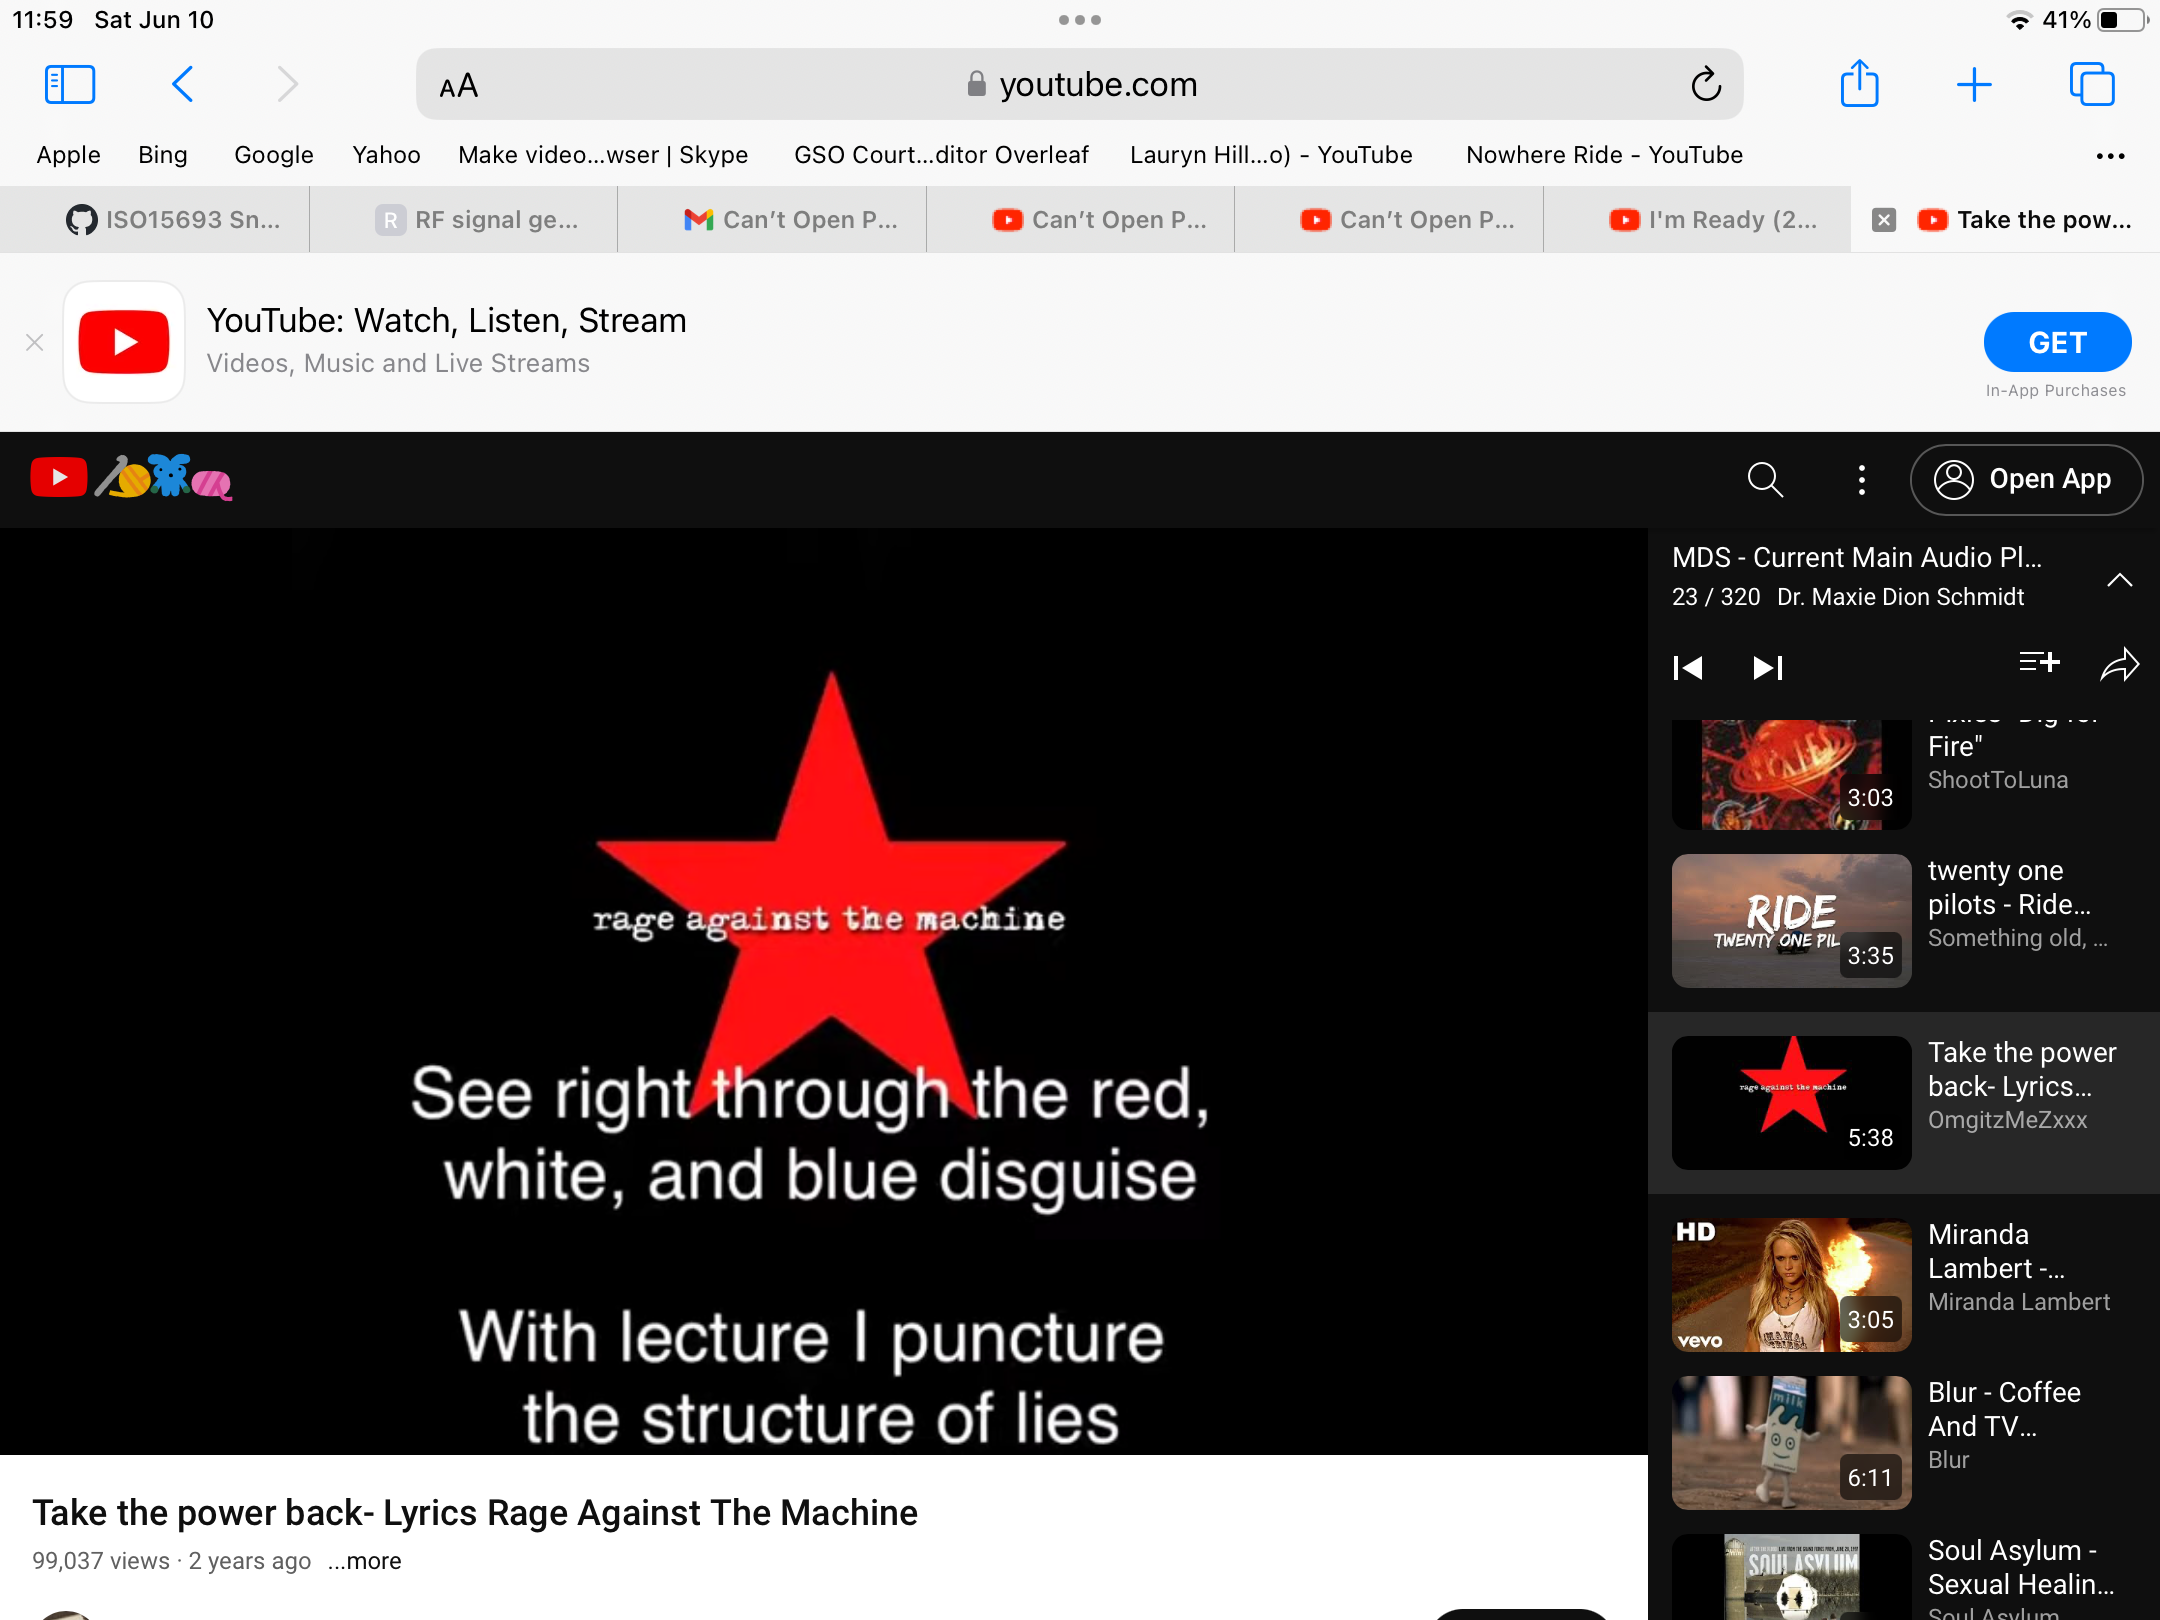 11:59 Sat Jun 10
41%
AA youtube.com
Apple Bing Google Yahoo Make video...wser | Skype GSO Court...ditor Overleaf Lauryn Hill...o) - YouTube Nowhere Ride - YouTube
ISO15693 Sn... R RF signal ge... Can't Open P... Can't Open P... Can't Open P... I'm Ready (2... Take the pow...
YouTube: Watch, Listen, Stream
Videos, Music and Live Streams
GET
In-App Purchases
Open App
rage against the machine
See right through the red,
white, and blue disguise
With lecture I puncture
the structure of lies
Take the power back- Lyrics Rage Against The Machine
99,037 views · 2 years ago ...more
MDS - Current Main Audio Pl...
23 / 320 Dr. Maxie Dion Schmidt
Fire"
ShootToLuna
3:03
RIDE
TWENTY ONE PIL
3:35
twenty one
pilots - Ride...
Something old, ...
rage against the machine
5:38
Take the power
back- Lyrics...
OmgitzMeZxxx
HD
vevo
3:05
Miranda
Lambert -...
Miranda Lambert
milk
6:11
Blur - Coffee
And TV...
Blur
SOUL ASYLUM
Soul Asylum -
Sexual Healin...
Soul Asylum